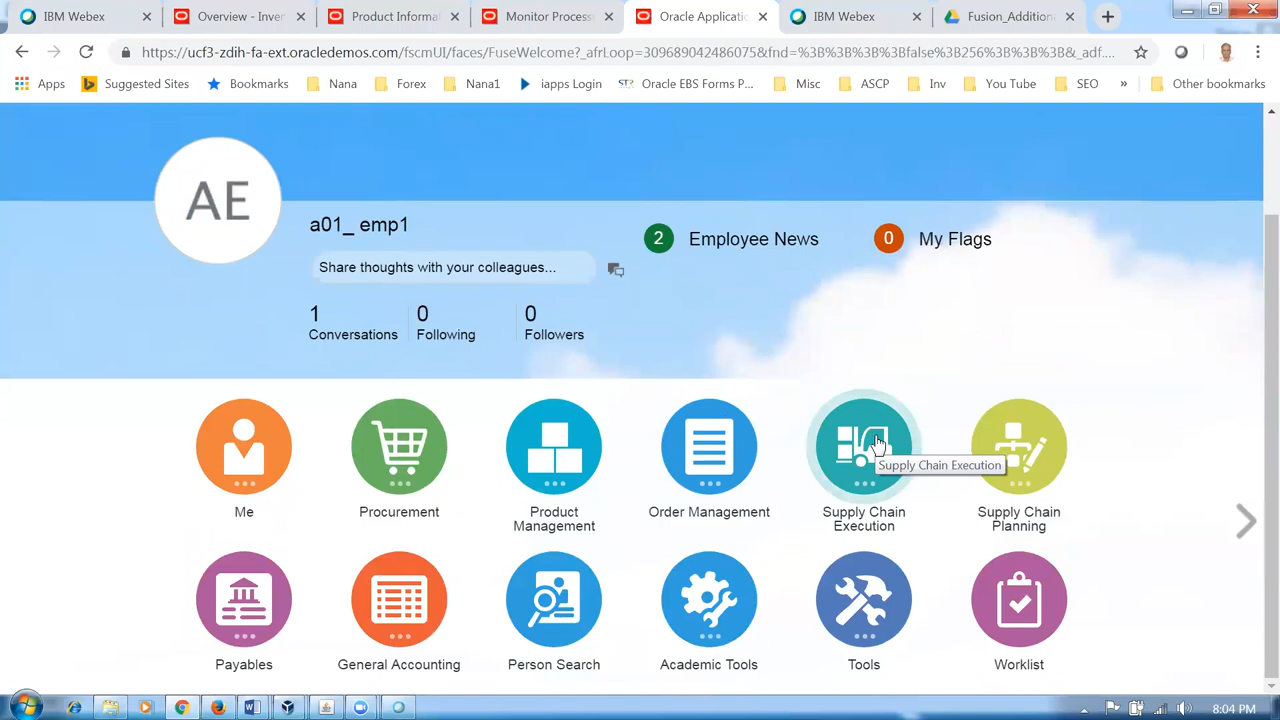 IBM Webex
Overview - Inver
Product Informat
Monitor
cess
Oracle Applicatio
IBM Webex
Fusion_Addition
https://ucf3-zdih-fa-ext.oracledemos.com/fscmUI/faces/FuseWelcome?_afrLoop=309689042486075&fnd=%3B%3B%3B%3Bfalse%3B256%3B%3B%3B&_adf....
Apps
Suggested Sites
Bookmarks
Nana
Forex
Nana1
iapps Login
Oracle EBS Forms P...
Misc
ASCP
Inv
You Tube
SEO
»
Other bookmarks
AE
a01_ emp1
Share thoughts with your colleagues...
2 Employee News
0 My Flags
1
Conversations
0
Following
0
Followers
Supply Chain Execution
Me
Procurement
Product
Management
Order Management
Supply Chain
Execution
Supply Chain
Planning
Payables
General Accounting
Person Search
Academic Tools
Tools
Worklist
8:04 PM